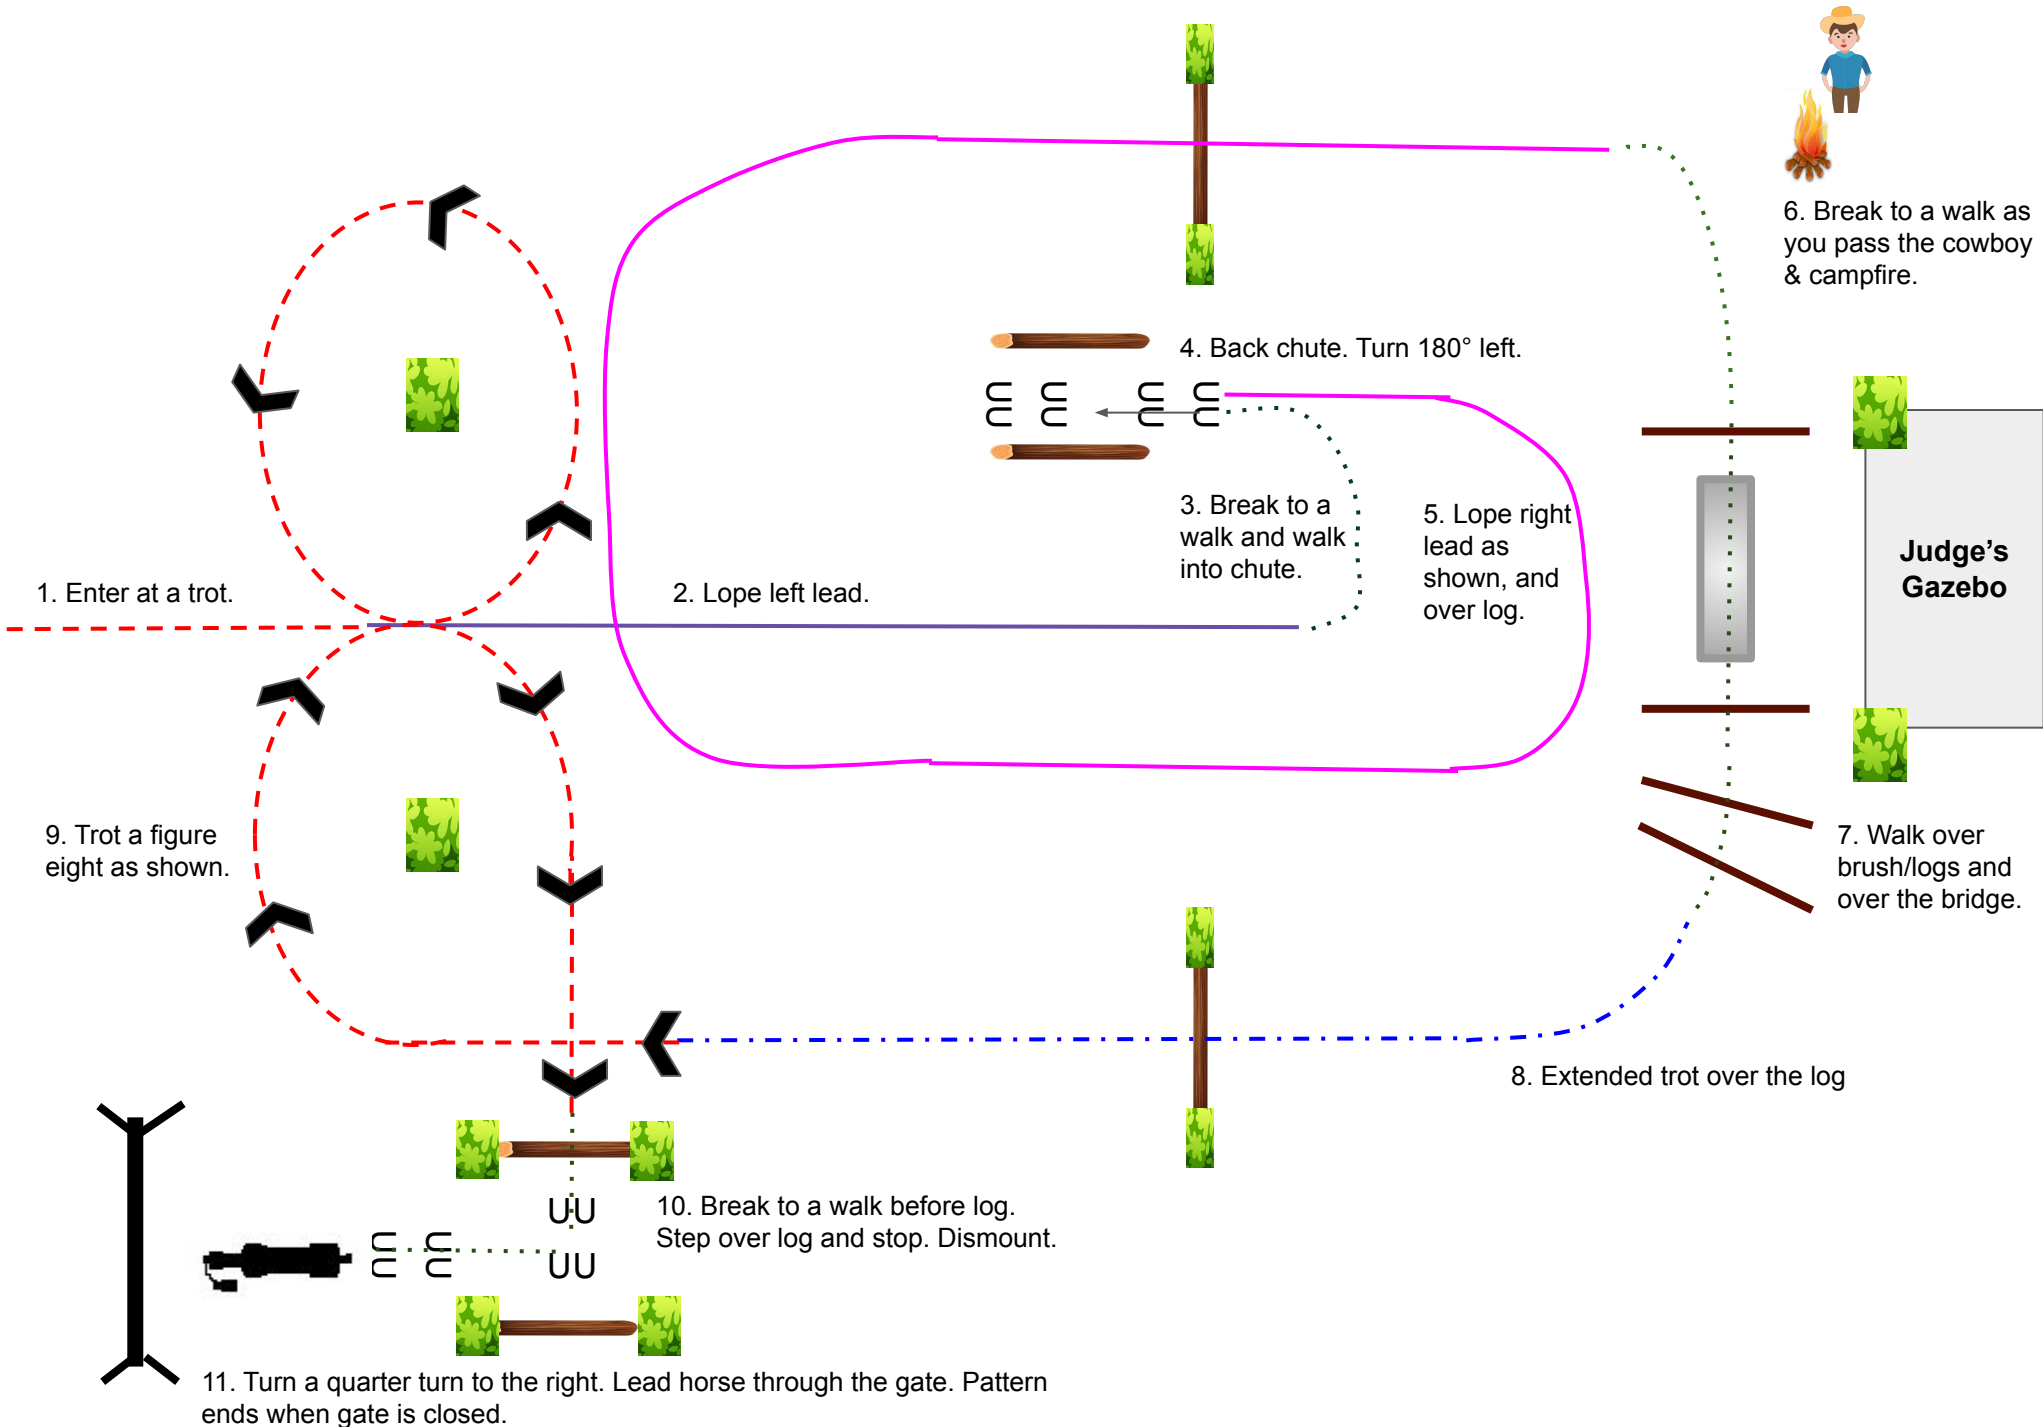 6. Break to a walk as
you pass the cowboy
& campfire.
4. Back chute. Turn 180° left.
3. Break to a
walk and walk
into chute.
5. Lope right
lead as
shown, and
over log.
Judge's
Gazebo
1. Enter at a trot.
2. Lope left lead.
9. Trot a figure
eight as shown.
7. Walk over
brush/logs and
over the bridge.
8. Extended trot over the log
10. Break to a walk before log.
Step over log and stop. Dismount.
11. Turn a quarter turn to the right. Lead horse through the gate. Pattern
ends when gate is closed.